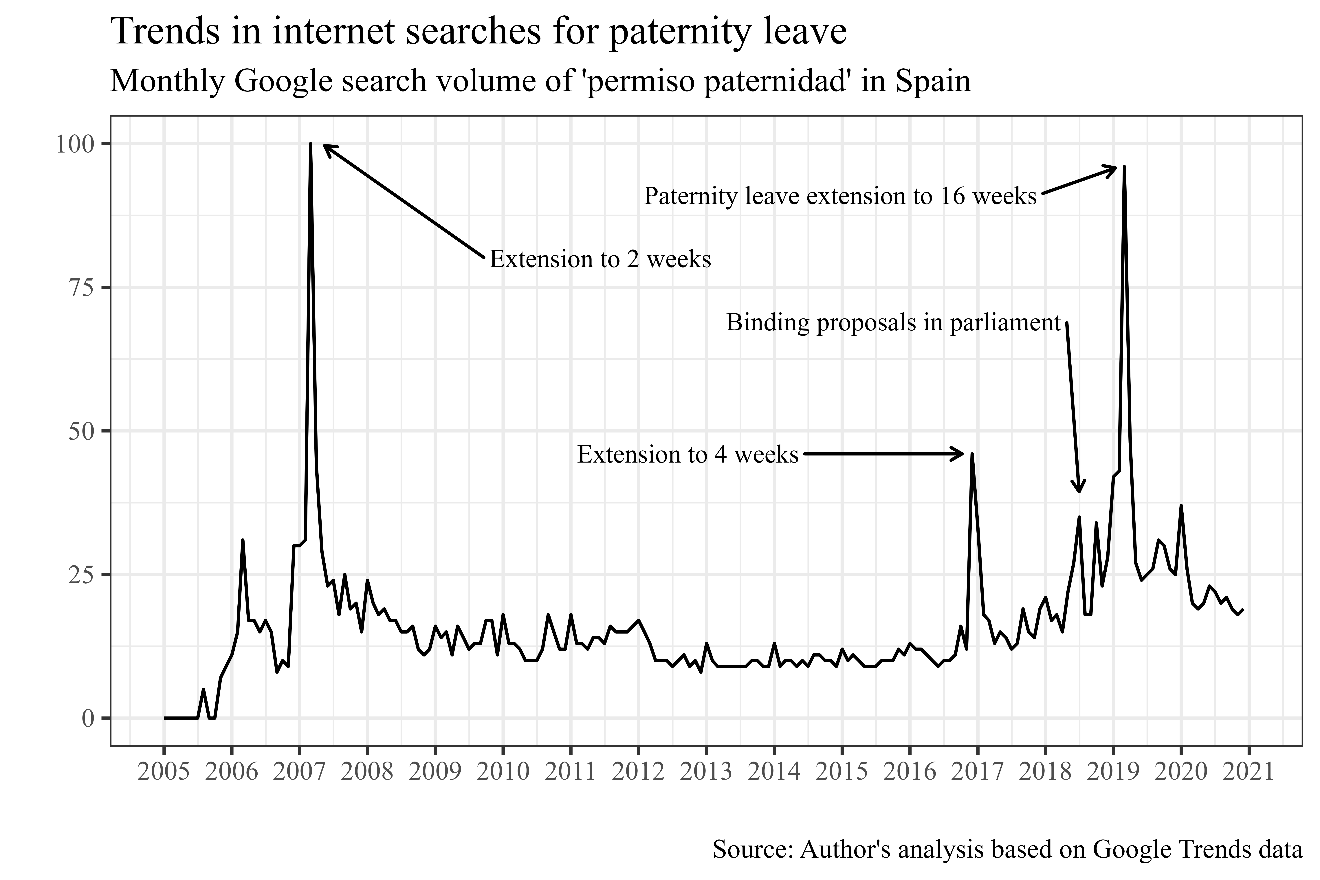 Trends in internet searches for paternity leave
Monthly Google search volume of 'permiso paternidad' in Spain
100
75
50
25
0
Paternity leave extension to 16 weeks
Extension to 2 weeks
Binding proposals in parliament
Extension to 4 weeks
2005 2006 2007 2008 2009 2010 2011 2012 2013 2014 2015 2016 2017 2018 2019 2020 2021
Source: Author's analysis based on Google Trends data